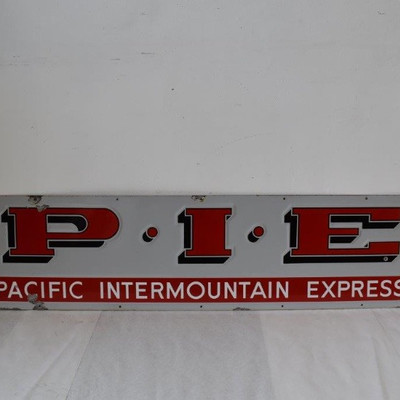 P·I·E
PACIFIC INTERMOUNTAIN EXPRESS